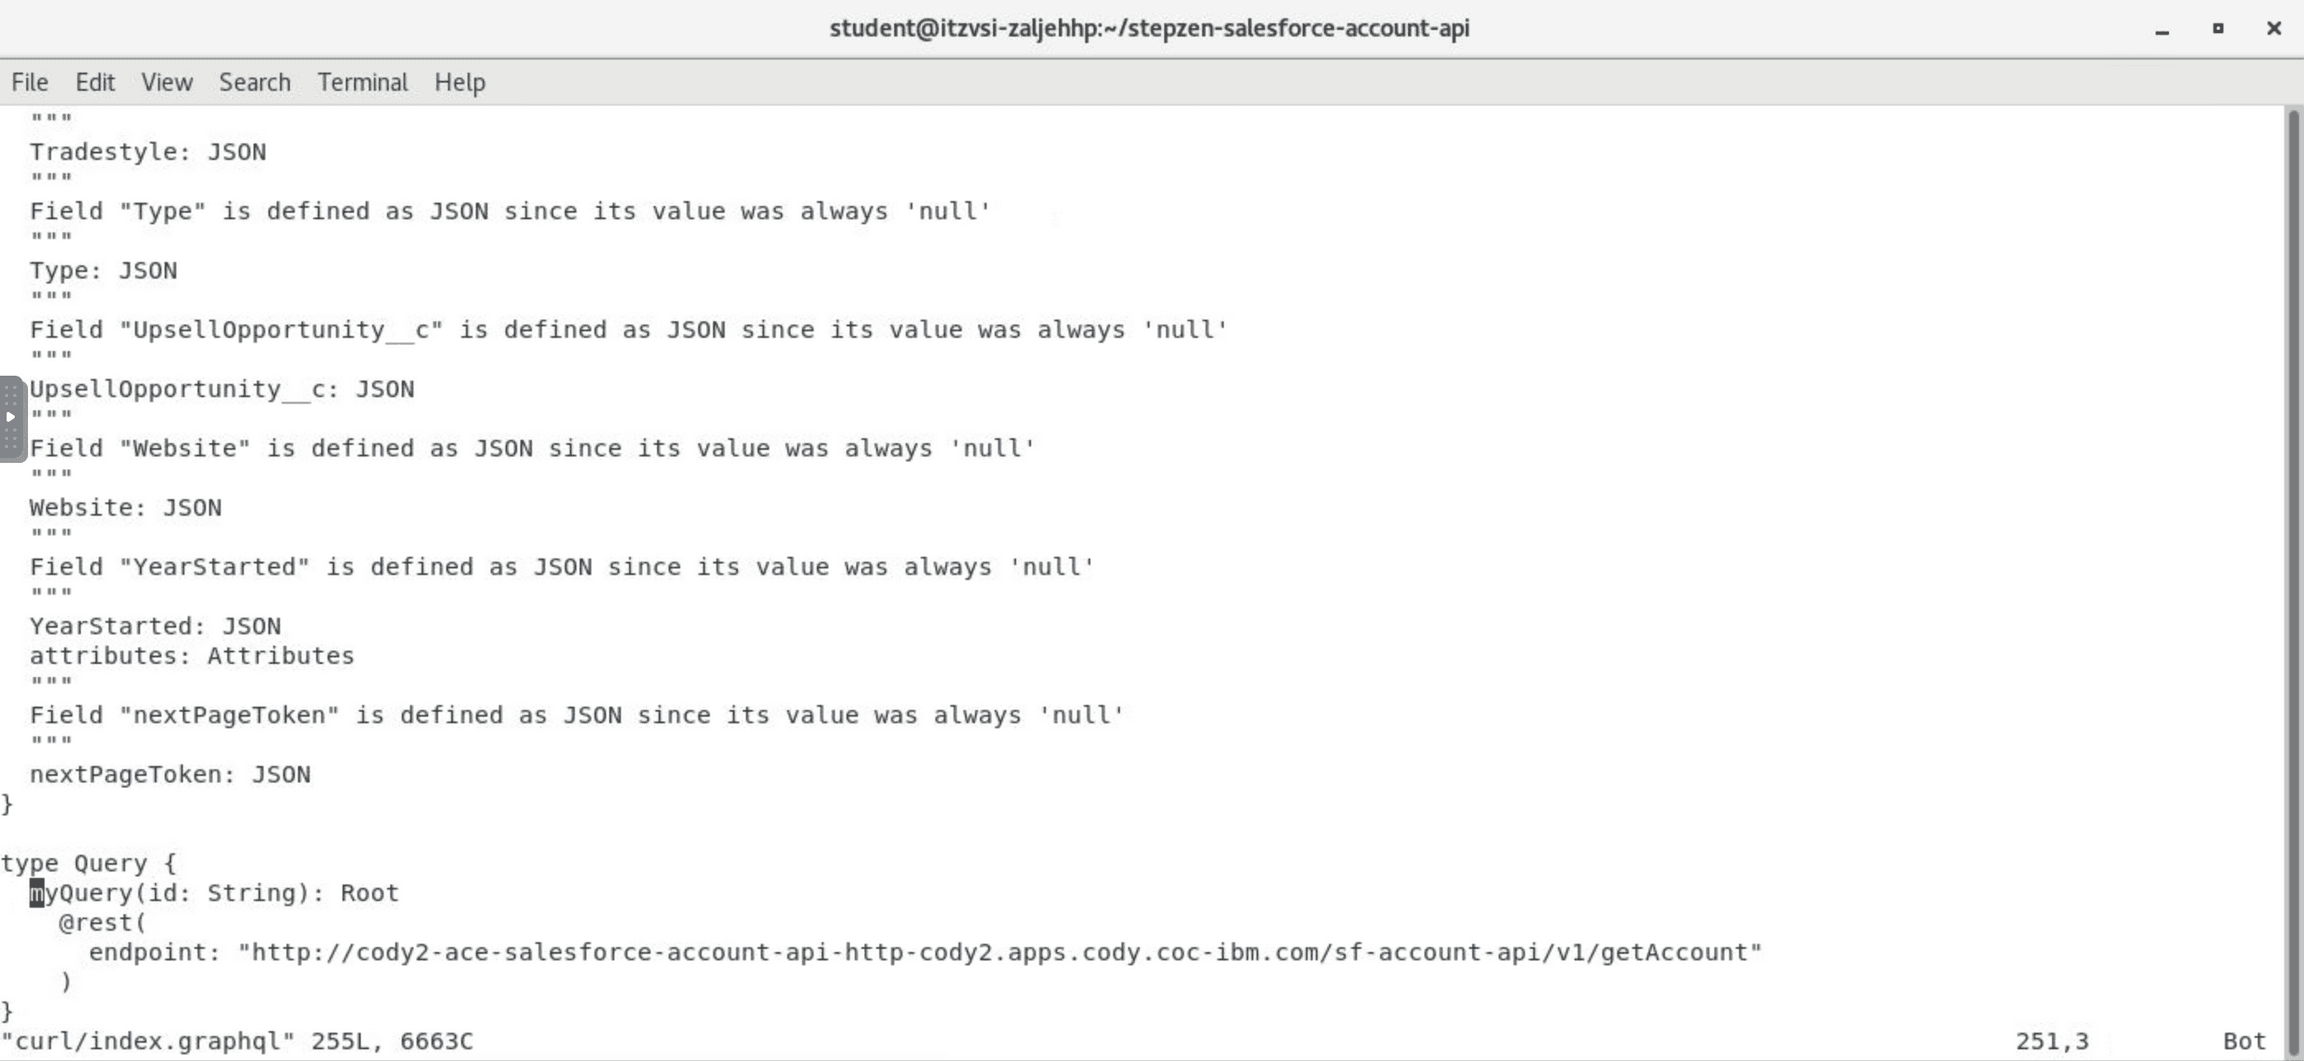 student@itzvsi-zaljehhp:~/stepzen-salesforce-account-api
File Edit View Search Terminal Help
"""
Tradestyle: JSON
"""
Field "Type" is defined as JSON since its value was always 'null'
"""
Type: JSON
"""
Field "UpsellOpportunity__c" is defined as JSON since its value was always 'null'
"""
UpsellOpportunity__c: JSON
"""
Field "Website" is defined as JSON since its value was always 'null'
"""
Website: JSON
"""
Field "YearStarted" is defined as JSON since its value was always 'null'
"""
YearStarted: JSON
attributes: Attributes
"""
Field "nextPageToken" is defined as JSON since its value was always 'null'
"""
nextPageToken: JSON
}
type Query {
myQuery(id: String): Root
@rest(
endpoint: "http://cody2-ace-salesforce-account-api-http-cody2.apps.cody.coc-ibm.com/sf-account-api/v1/getAccount"
)
}
"curl/index.graphql" 255L, 6663C 251,3 Bot